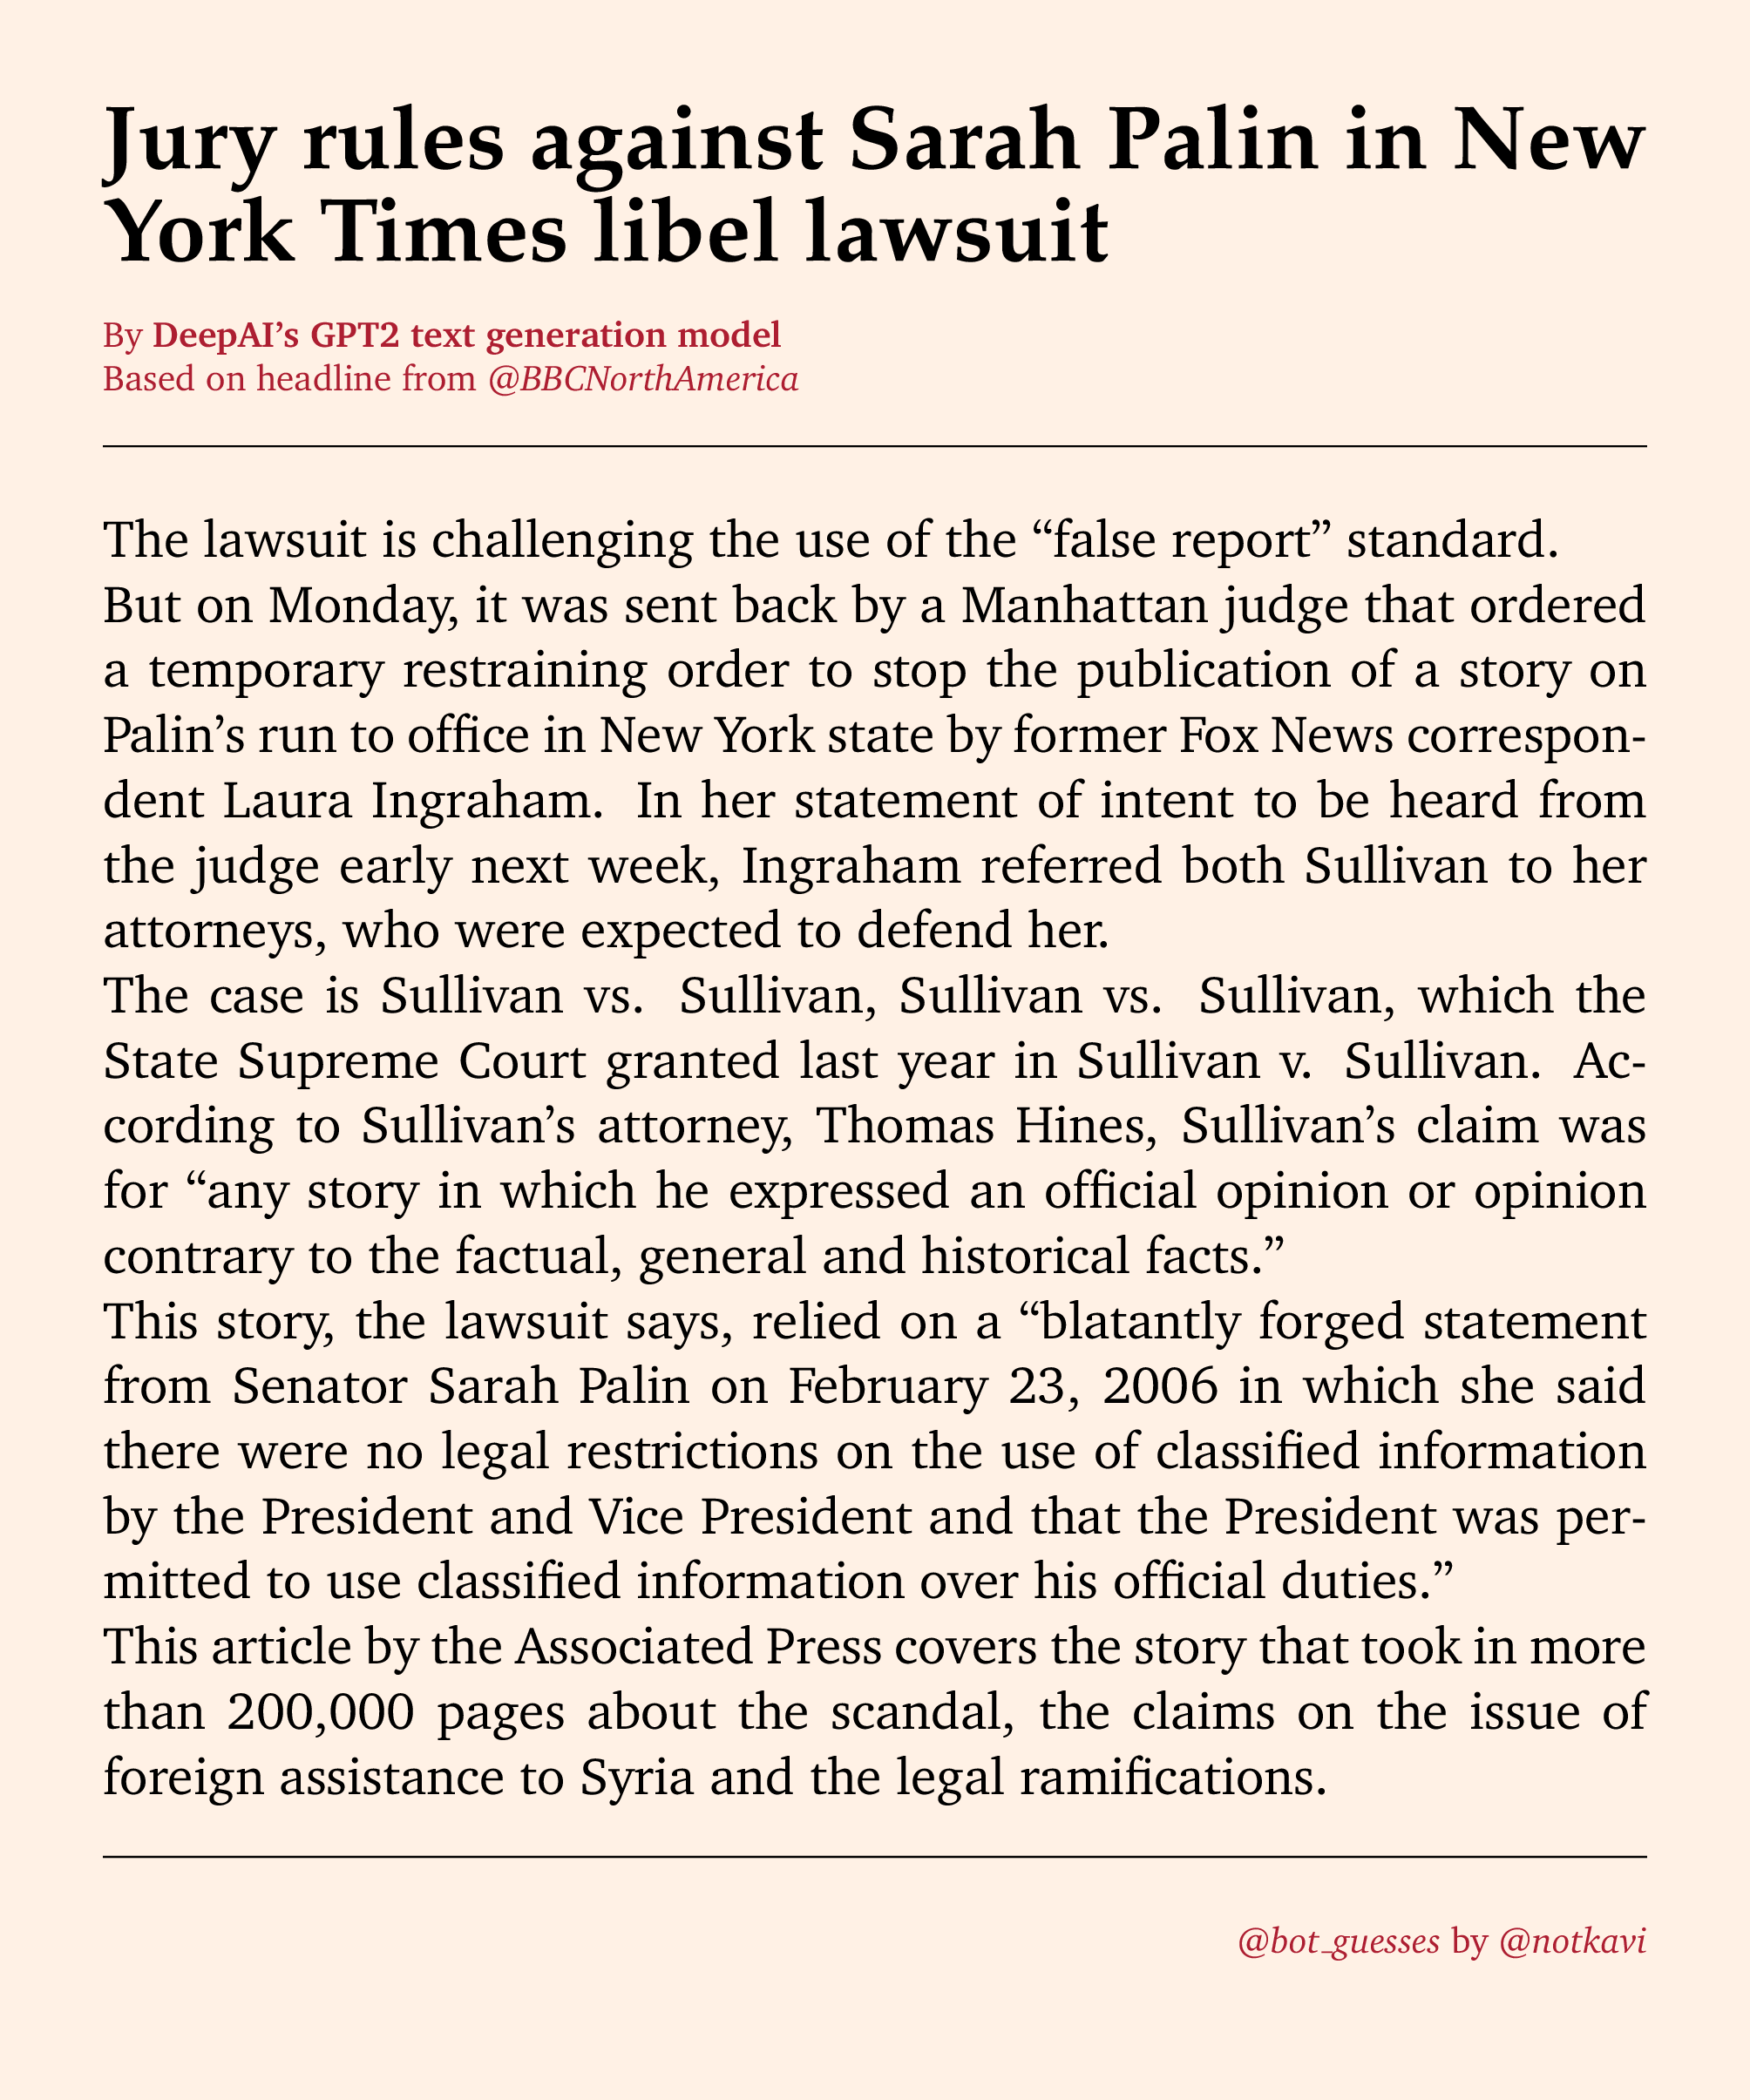 Jury rules against Sarah Palin in New
York Times libel lawsuit
By DeepAI’s GPT2 text generation model
Based on headline from @BBCNorthAmerica
The lawsuit is challenging the use of the “false report” standard.
But on Monday, it was sent back by a Manhattan judge that ordered
a temporary restraining order to stop the publication of a story on
Palin’s run to office in New York state by former Fox News correspon-
dent Laura Ingraham. In her statement of intent to be heard from
the judge early next week, Ingraham referred both Sullivan to her
attorneys, who were expected to defend her.
The case is Sullivan vs. Sullivan, Sullivan vs. Sullivan, which the
State Supreme Court granted last year in Sullivan v. Sullivan. Ac-
cording to Sullivan’s attorney, Thomas Hines, Sullivan’s claim was
for “any story in which he expressed an official opinion or opinion
contrary to the factual, general and historical facts.”
This story, the lawsuit says, relied on a “blatantly forged statement
from Senator Sarah Palin on February 23, 2006 in which she said
there were no legal restrictions on the use of classified information
by the President and Vice President and that the President was per-
mitted to use classified information over his official duties.”
This article by the Associated Press covers the story that took in more
than 200,000 pages about the scandal, the claims on the issue of
foreign assistance to Syria and the legal ramifications.
@bot_guesses by @notkavi